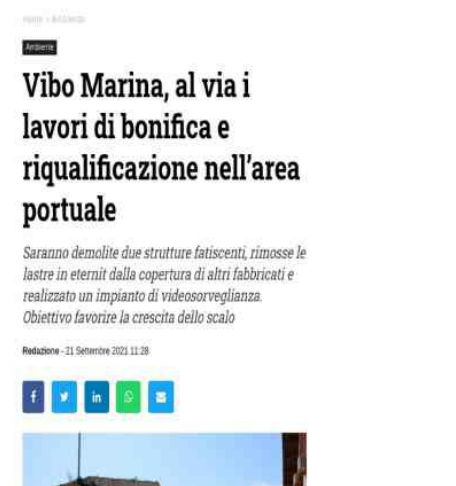 Home > Ambiente
Ambiente
Vibo Marina, al via i
lavori di bonifica e
riqualificazione nell'area
portuale
Saranno demolite due strutture fatiscenti, rimosse le
lastre in eternit dalla copertura di altri fabbricati e
realizzato un impianto di videosorveglianza.
Obiettivo favorire la crescita dello scalo
Redazione - 21 Settembre 2021 11:28